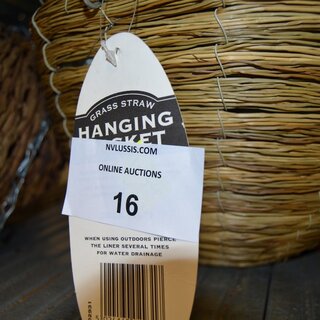 GRASS STRAW
HANGING
NVLUSSIS.COM
ONLINE AUCTIONS
16
WHEN USING OUTDOORS PIERCE
THE LINER SEVERAL TIMES
FOR WATER DRAINAGE